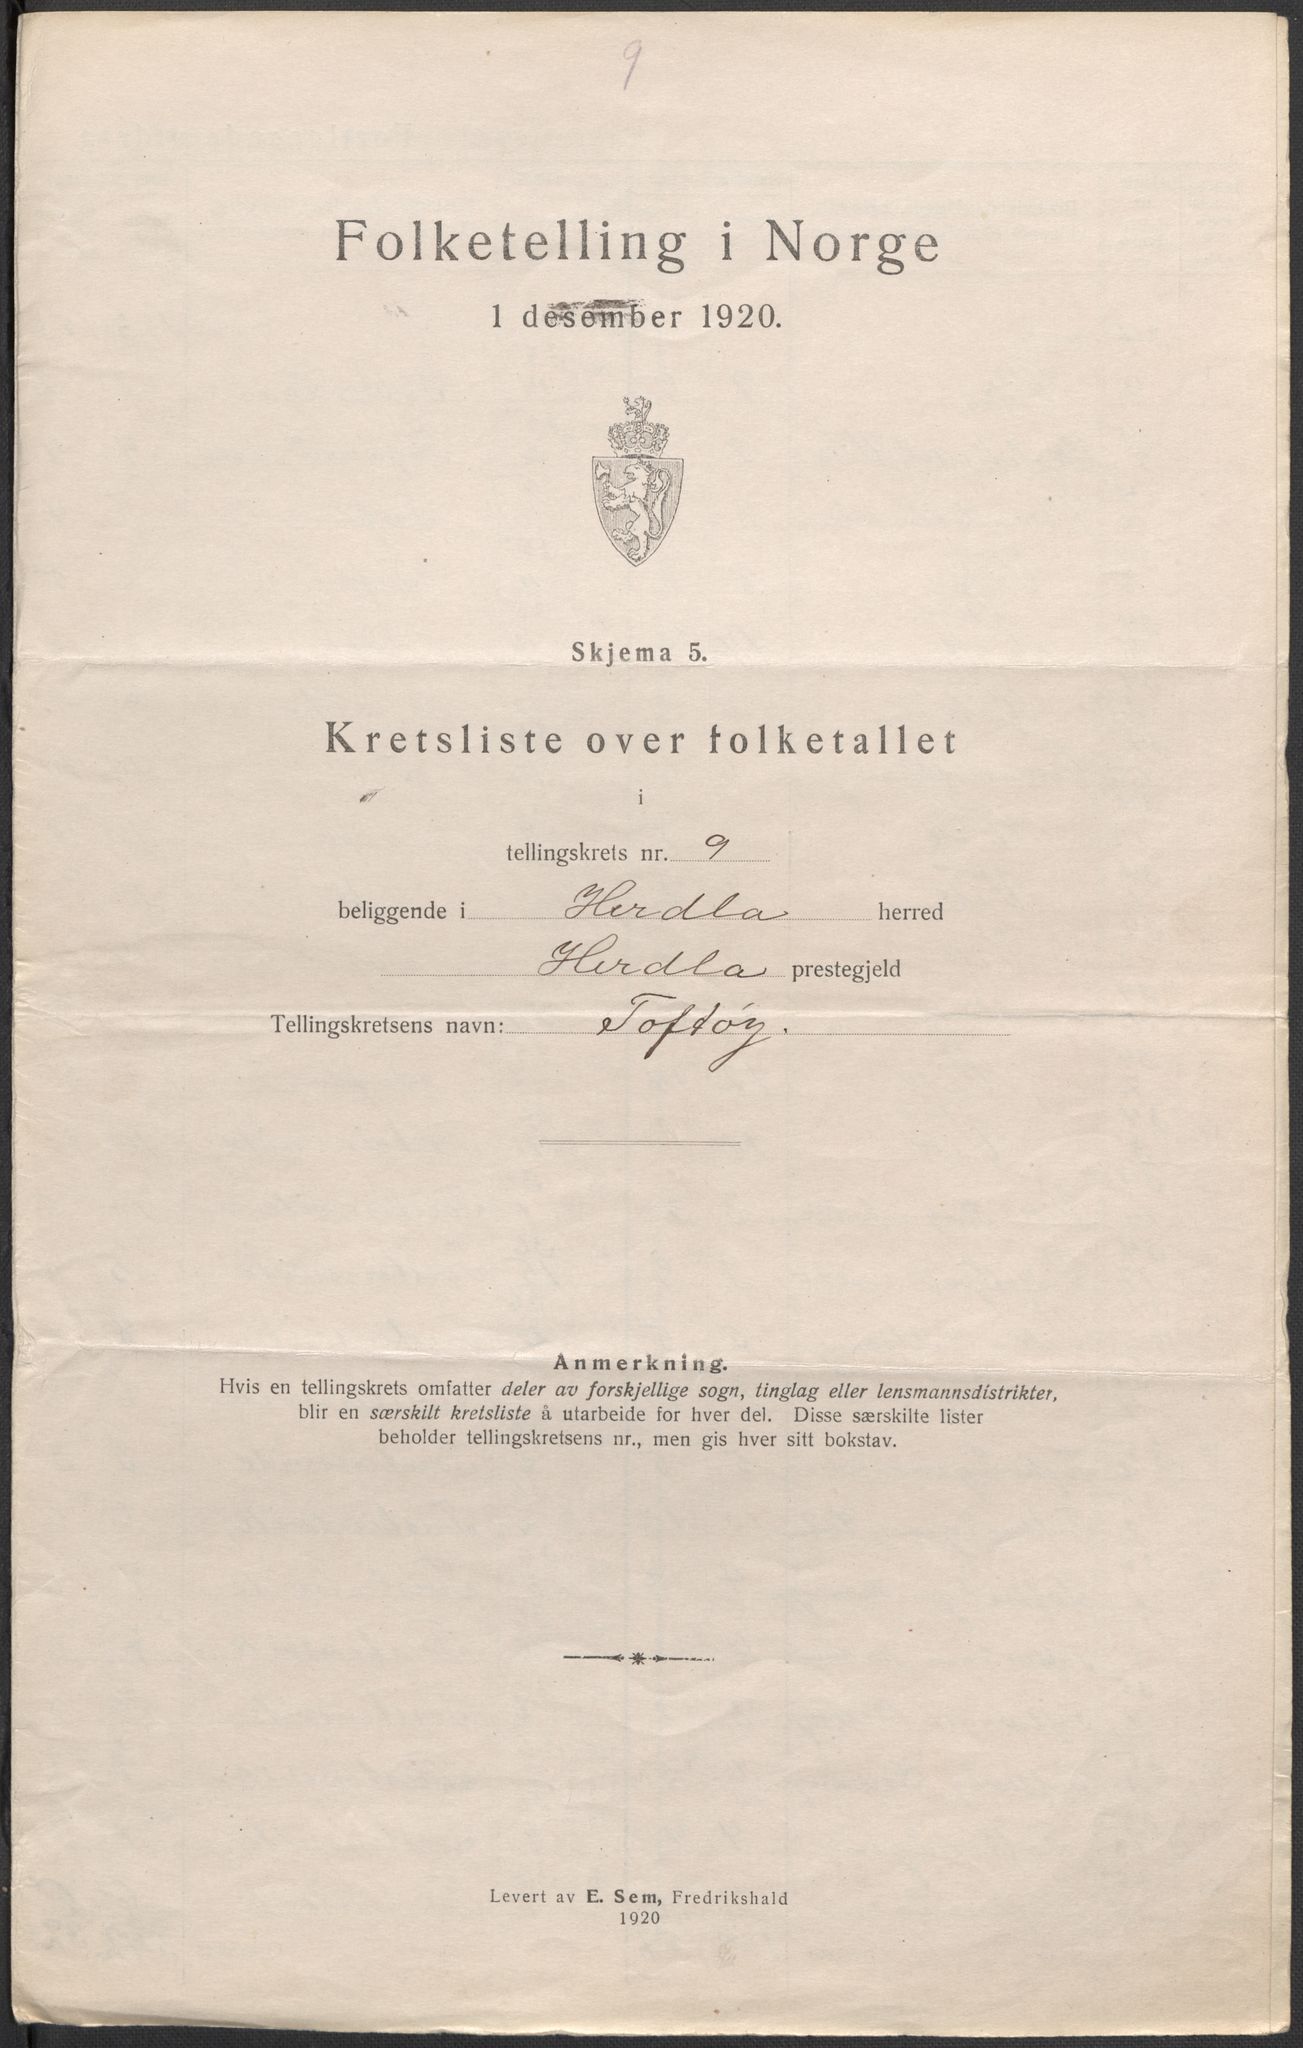 9
Folketelling i Norge
1 desember 1920.
Skjema 5.
Kretsliste over folketallet
i
tellingskrets nr. 9
beliggende i Herdla herred
Herdla prestegjeld
Tellingskretsens navn: Toftøy.
Anmerkning.
Hvis en tellingskrets omfatter deler av forskjellige sogn, tinglag eller lensmannsdistrikter,
blir en særskilt kretsliste å utarbeide for hver del. Disse særskilte lister
beholder tellingskretsens nr., men gis hver sitt bokstav.
Levert av E. Sem, Fredrikshald
1920